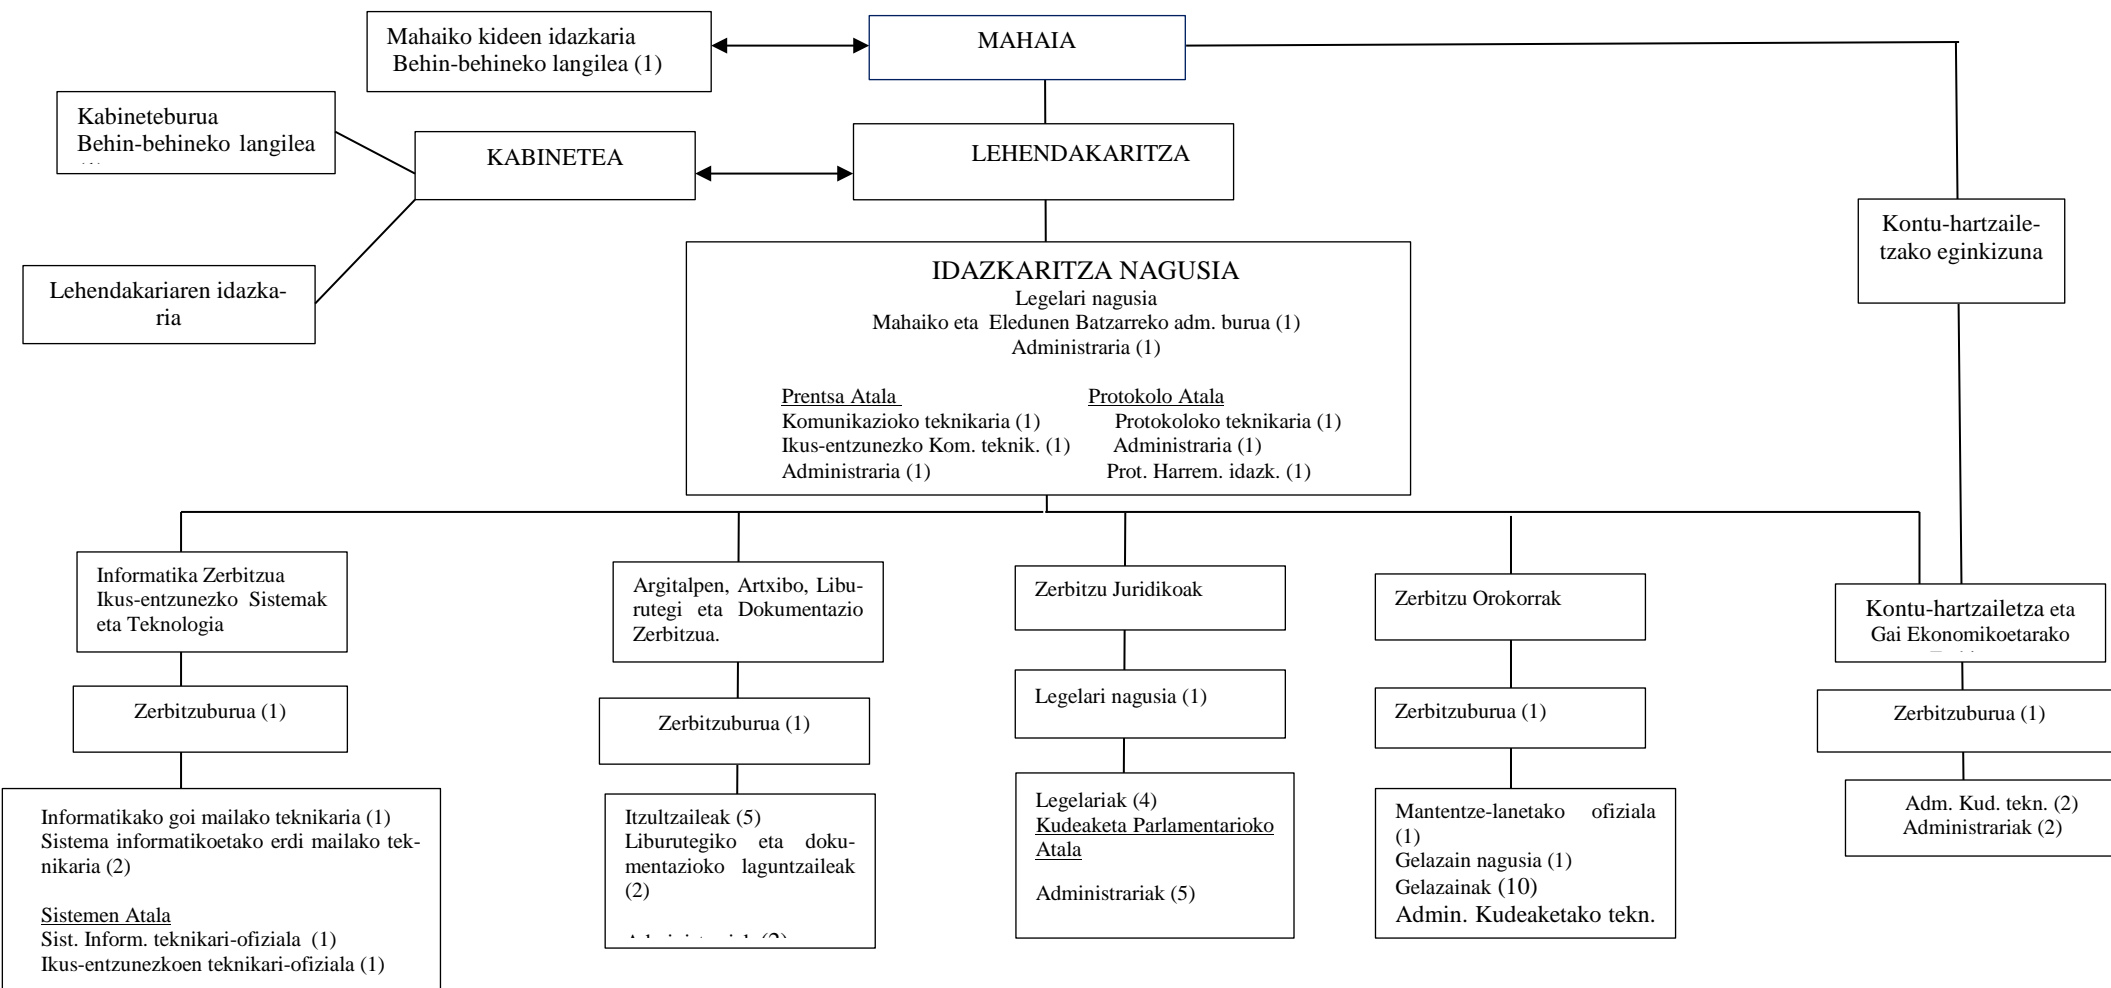 Mahaiko kideen idazkaria
Behin-behineko langilea (1)
MAHAIA
Kabineteburua
Behin-behineko langilea
KABINETEA
LEHENDAKARITZA
Kontu-hartzaile-
tzako eginkizuna
Lehendakariaren idazka-
ria
IDAZKARITZA NAGUSIA
Legelari nagusia
Mahaiko eta Eledunen Batzarreko adm. burua (1)
Administraria (1)
Prentsa Atala
Komunikazioko teknikaria (1)
Ikus-entzunezko Kom. teknik. (1)
Administraria (1)
Protokolo Atala
Protokoloko teknikaria (1)
Administraria (1)
Prot. Harrem. idazk. (1)
Informatika Zerbitzua
Ikus-entzunezko Sistemak
eta Teknologia
Zerbitzuburua (1)
Informatikako goi mailako teknikaria (1)
Sistema informatikoetako erdi mailako tek-
nikaria (2)
Sistemen Atala
Sist. Inform. teknikari-ofiziala (1)
Ikus-entzunezkoen teknikari-ofiziala (1)
Argitalpen, Artxibo, Libu-
rutegi eta Dokumentazio
Zerbitzua.
Zerbitzuburua (1)
Itzultzaileak (5)
Liburutegiko eta doku-
mentazioko laguntzaileak
(2)
Zerbitzu Juridikoak
Legelari nagusia (1)
Legelariak (4)
Kudeaketa Parlamentarioko
Atala
Administrariak (5)
Zerbitzu Orokorrak
Zerbitzuburua (1)
Mantentze-lanetako ofiziala
(1)
Gelazain nagusia (1)
Gelazainak (10)
Admin. Kudeaketako tekn.
Kontu-hartzailetza eta
Gai Ekonomikoetarako
Zerbitzuburua (1)
Adm. Kud. tekn. (2)
Administrariak (2)